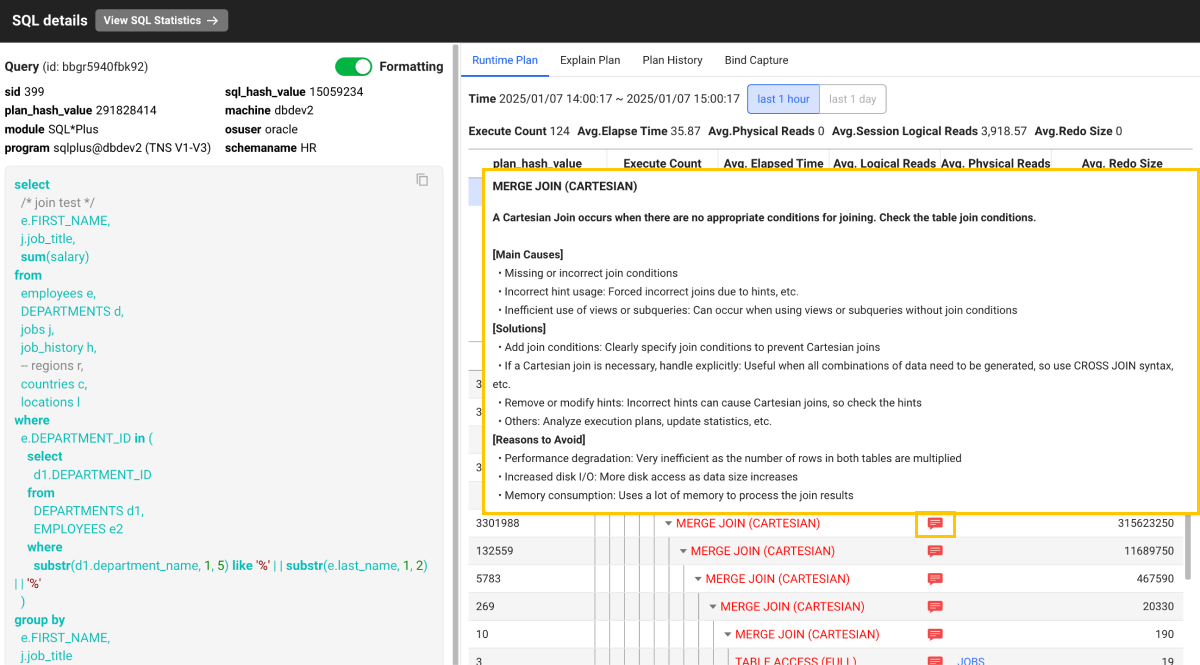 SQL details
View SQL Statistics →
Query (id: bbgr5940fbk92)
Formatting
sid 399
sql_hash_value 15059234
plan_hash_value 291828414
machine dbdev2
module SQL*Plus
osuser oracle
program sqlplus@dbdev2 (TNS V1-V3)
schemaname HR
select
/* join test */
e.FIRST_NAME,
j.job_title,
sum(salary)
from
employees e,
DEPARTMENTS d,
jobs j,
job_history h,
-- regions r,
countries c,
locations l
where
e.DEPARTMENT_ID in (
select
d1.DEPARTMENT_ID
from
DEPARTMENTS d1,
EMPLOYEES e2
where
substr(d1.department_name, 1, 5) like '%' | | substr(e.last_name, 1, 2)
| | '%'
)
group by
e.FIRST_NAME,
j.job_title
Runtime Plan Explain Plan Plan History Bind Capture
Time 2025/01/07 14:00:17 ~ 2025/01/07 15:00:17 last 1 hour last 1 day
Execute Count 124 Avg.Elapse Time 35.87 Avg.Physical Reads 0 Avg.Session Logical Reads 3,918.57 Avg.Redo Size 0
plan_hash_value Execute Count Avg. Elapsed Time Avg. Logical Reads Avg. Physical Reads Avg. Redo Size
MERGE JOIN (CARTESIAN)
A Cartesian Join occurs when there are no appropriate conditions for joining. Check the table join conditions.
[Main Causes]
• Missing or incorrect join conditions
• Incorrect hint usage: Forced incorrect joins due to hints, etc.
• Inefficient use of views or subqueries: Can occur when using views or subqueries without join conditions
[Solutions]
• Add join conditions: Clearly specify join conditions to prevent Cartesian joins
• If a Cartesian join is necessary, handle explicitly: Useful when all combinations of data need to be generated, so use CROSS JOIN syntax,
etc.
• Remove or modify hints: Incorrect hints can cause Cartesian joins, so check the hints
• Others: Analyze execution plans, update statistics, etc.
[Reasons to Avoid]
• Performance degradation: Very inefficient as the number of rows in both tables are multiplied
• Increased disk I/O: More disk access as data size increases
• Memory consumption: Uses a lot of memory to process the join results
3
3
3
3301988 MERGE JOIN (CARTESIAN) 315623250
132559 MERGE JOIN (CARTESIAN) 11689750
5783 MERGE JOIN (CARTESIAN) 467590
269 MERGE JOIN (CARTESIAN) 20330
10 MERGE JOIN (CARTESIAN) 190
3 TABLE ACCESS (FULL) JOBS 19